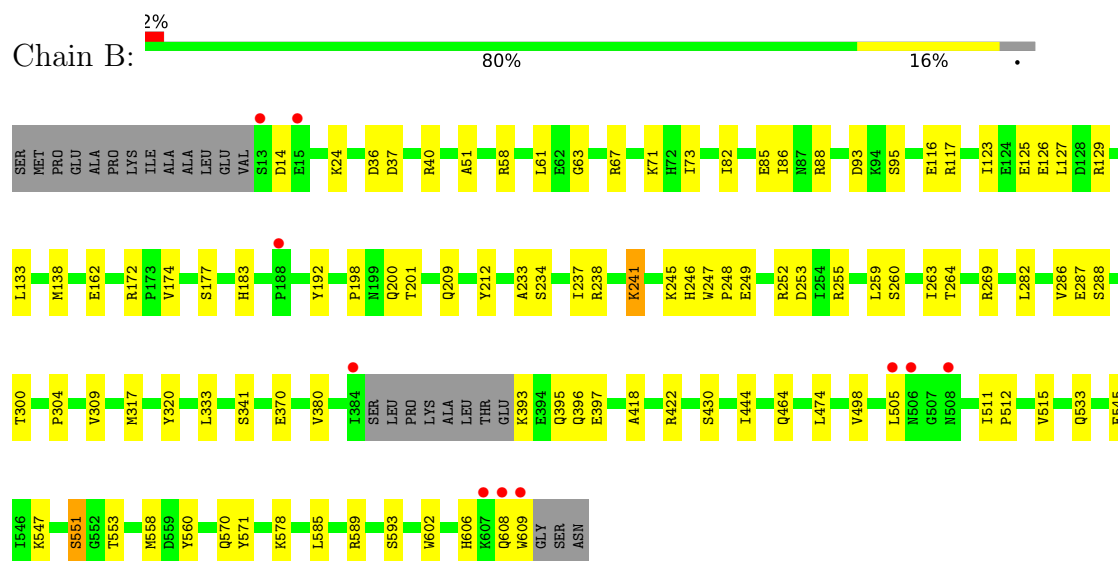 2%
Chain B:
80% 16%
SER MET PRO GLU ALA PRO LYS ILE ALA ALA LEU GLU VAL S13 D14 E15 K24 D36 D37 R40 A51 R58 L61 E62 G63 R67 K71 H72 I73 I82 E85 I86 N87 R88 D93 K94 S95 E116 R117 I123 E124 E125 E126 L127 D128 R129
L133 M138 E162 R172 P173 V174 S177 H183 P188 Y192 P198 N199 Q200 T201 Q209 Y212 A233 S234 I237 R238 K241 K245 H246 W247 P248 E249 R252 D253 I254 R255 L259 S260 I263 T264 R269 L282 V286 E287 S288
T300 P304 V309 M317 Y320 L333 S341 E370 V380 I384 SER LEU PRO LYS ALA LEU THR GLU K393 E394 Q395 Q396 E397 A418 R422 S430 I444 Q464 L474 V498 L505 N506 G507 N508 I511 P512 V515 Q533
I546 K547 S551 G552 T553 M558 D559 Y560 Q570 Y571 K578 L585 R589 S593 W602 H606 K607 Q608 W609 GLY SER ASN